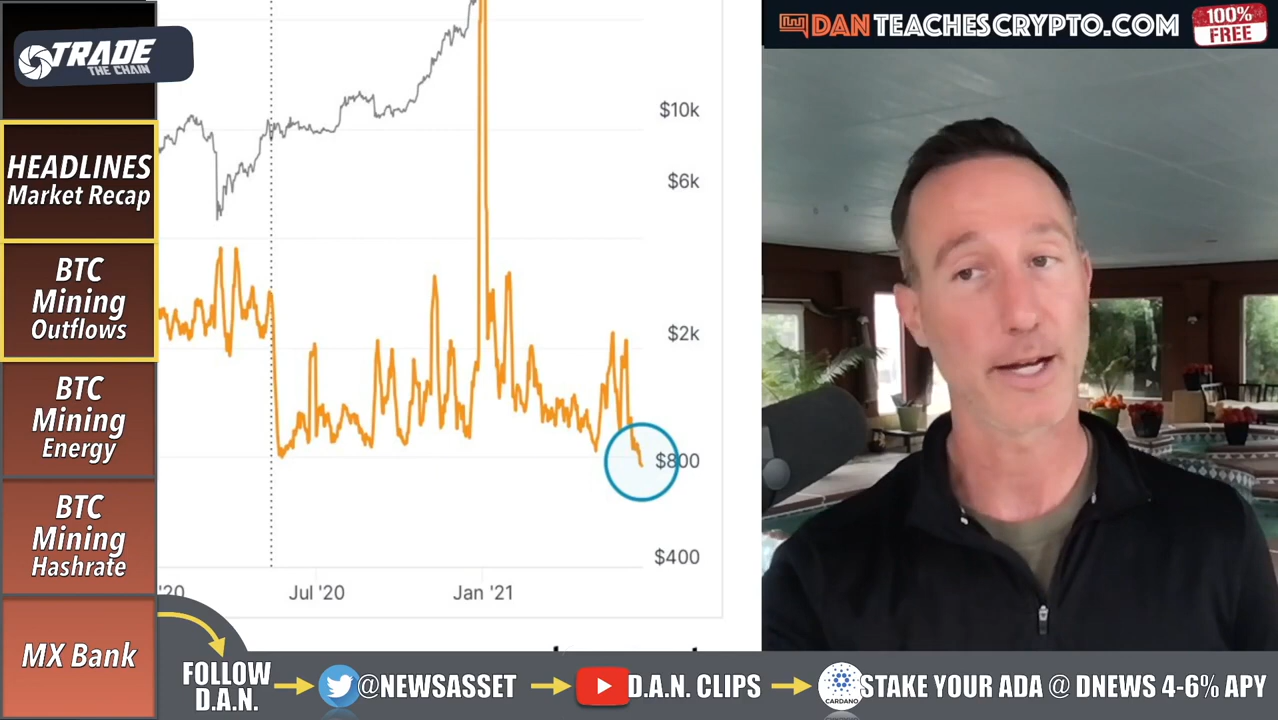 TRADE
THE CHAIN
HEADLINES
Market Recap
BTC
Mining
Outflows
BTC
Mining
Energy
BTC
Mining
Hashrate
MX Bank
$10k
$6k
$2k
$800
$400
'20
Jul '20
Jan '21
DANTEACHESCRYPTO.COM
100%
FREE
FOLLOW
D.A.N.
@NEWSASSET
D.A.N. CLIPS
CARDANO
STAKE YOUR ADA @ DNEWS 4-6% APY